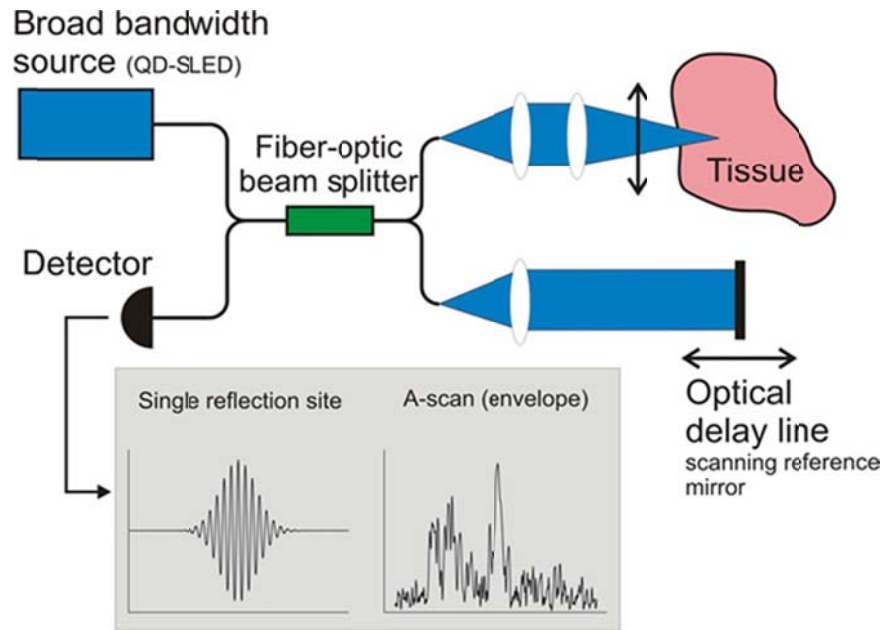 Broad bandwidth
source (QD-SLED)
Fiber-optic
beam splitter
Tissue
Detector
Single reflection site
A-scan (envelope)
Optical
delay line
scanning reference
mirror